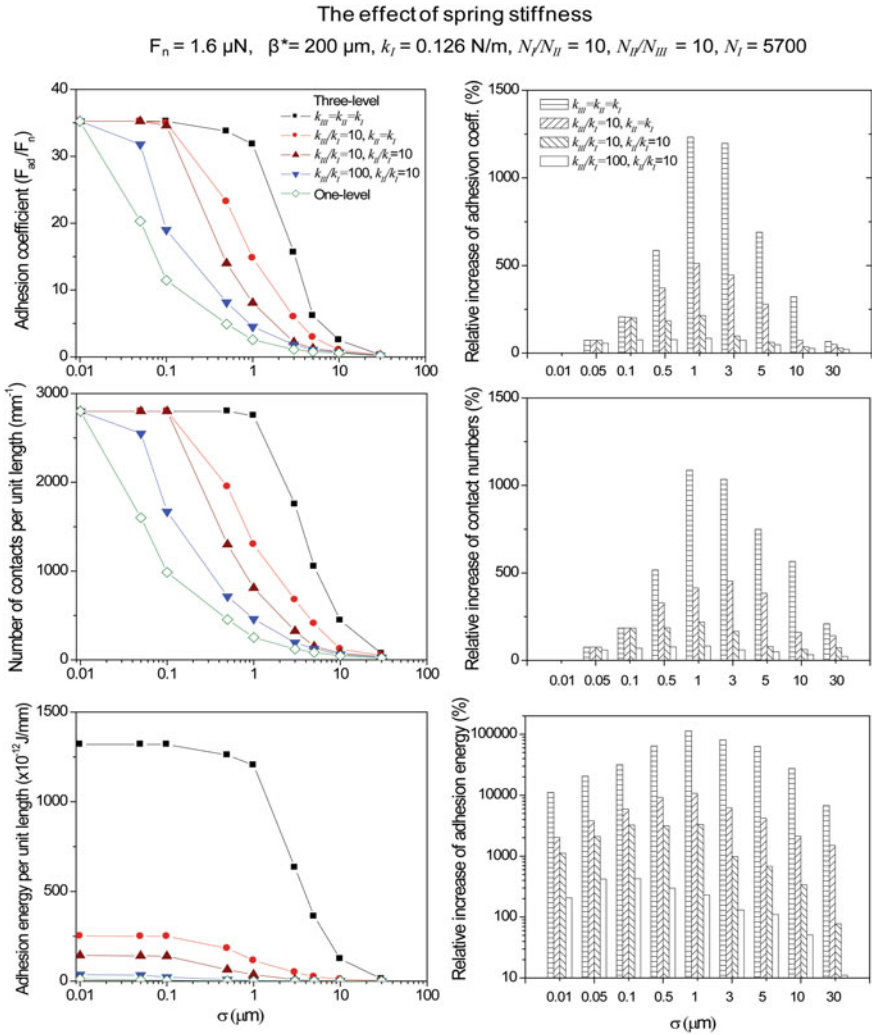 The effect of spring stiffness
Fn = 1.6 µN, β*= 200 µm, kI = 0.126 N/m, NI/NII = 10, NII/NIII = 10, NI = 5700
Adhesion coefficient (Fad/Fn)
40
30
20
10
0
0.01 0.1 1 10 100
Three-level
kIII=kII=kI
kIII/kI=10, kII=kI
kIII/kI=10, kII/kI=10
kIII/kI=100, kII/kI=10
One-level
Relative increase of adhesivon coeff. (%)
1500
1000
500
0
0.01 0.05 0.1 0.5 1 3 5 10 30
kIII=kII=kI
kIII/kI=10, kII=kI
kIII/kI=10, kII/kI=10
kIII/kI=100, kII/kI=10
Number of contacts per unit length (mm-1)
3000
2000
1000
0
0.01 0.1 1 10 100
Relative increase of contact numbers (%)
1500
1000
500
0
0.01 0.05 0.1 0.5 1 3 5 10 30
Adhesion energy per unit length (x10-12J/mm)
1500
1000
500
0
0.01 0.1 1 10 100
σ (µm)
Relative increase of adhesion energy (%)
100000
10000
1000
100
10
0.01 0.05 0.1 0.5 1 3 5 10 30
σ (µm)